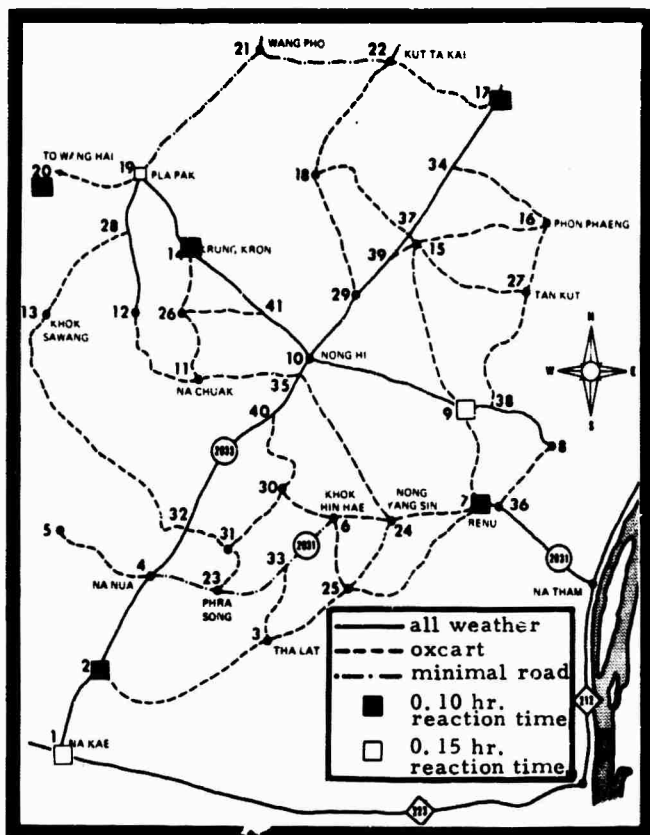 21 WANG PHO
22 KUT TA KAI
17
TO WANG HAI
20
19 PLA PAK
18
34
28
37
16 PHON PHAENG
14 KRUNG KRON
39 15
13 KHOK SAWANG
12
26
41
29
27
TAN KUT
N
W E
S
10 NONG HI
11
NA CHUAK
35
9
38
40
2033
8
30
KHOK HIN HAE
NONG YANG SIN
7
RENU
36
5
32
31
6
24
2031
2031
4
NA NUA
23
PHRA SONG
33
25
NA THAM
3
THA LAT
2
1
NA KAE
all weather
oxcart
minimal road
0.10 hr. reaction time
0.15 hr. reaction time
212
223